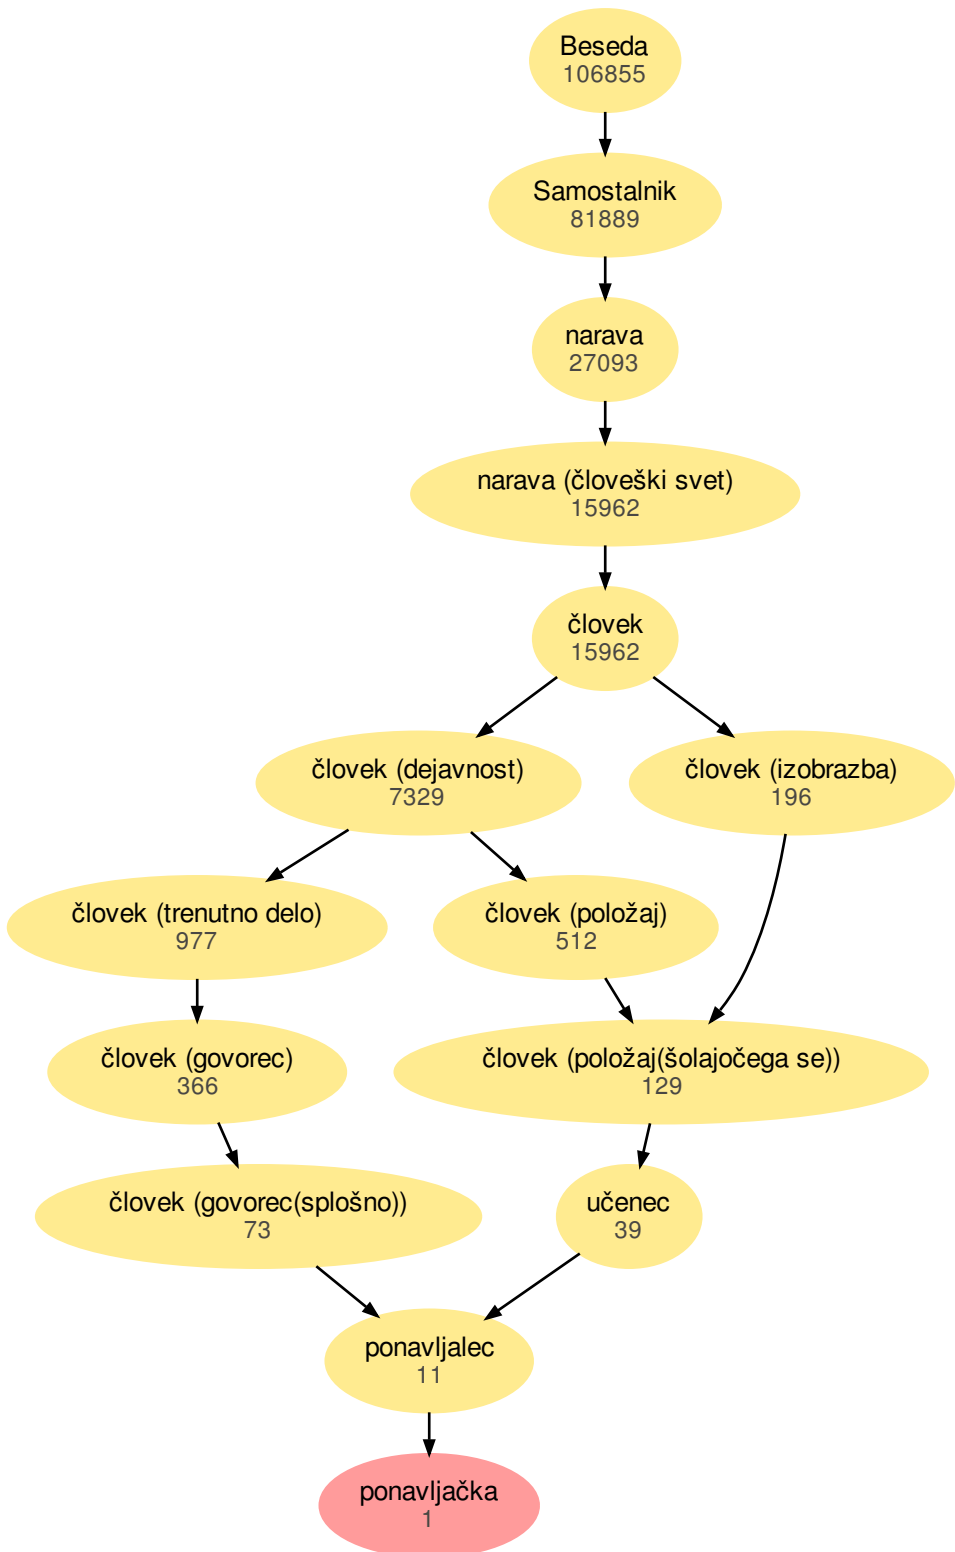 Beseda
106855
Samostalnik
81889
narava
27093
narava (človeški svet)
15962
človek
15962
človek (dejavnost)
7329
človek (izobrazba)
196
človek (trenutno delo)
977
človek (položaj)
512
človek (govorec)
366
človek (položaj(šolajočega se))
129
človek (govorec(splošno))
73
učenec
39
ponavljalec
11
ponavljačka
1